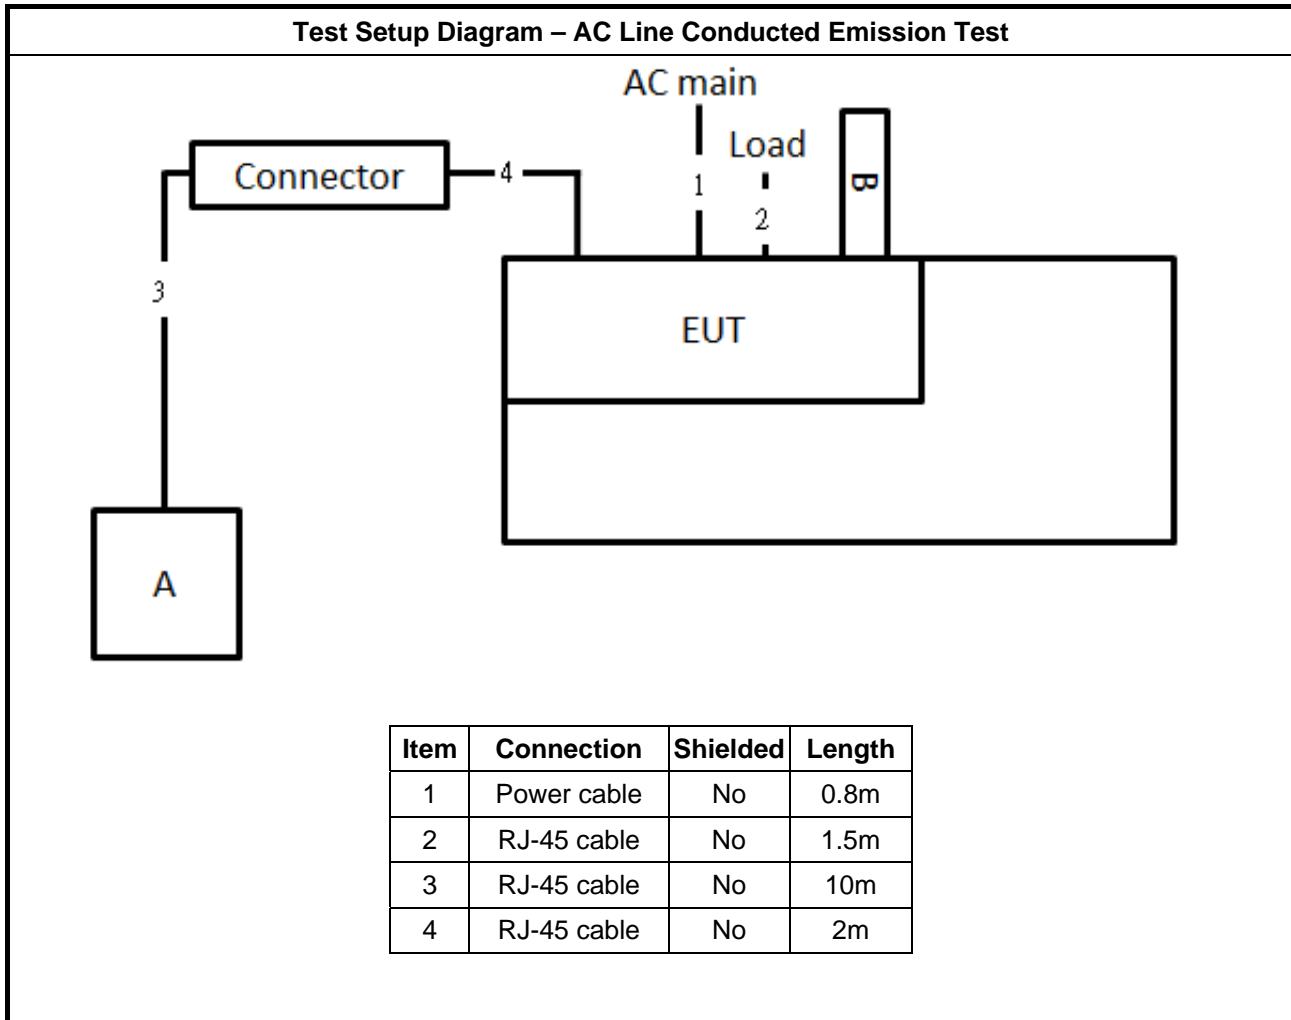 Test Setup Diagram – AC Line Conducted Emission Test
AC main
Load
Connector
4
1
B
2
3
EUT
A
Item Connection Shielded Length
1 Power cable No 0.8m
2 RJ-45 cable No 1.5m
3 RJ-45 cable No 10m
4 RJ-45 cable No 2m